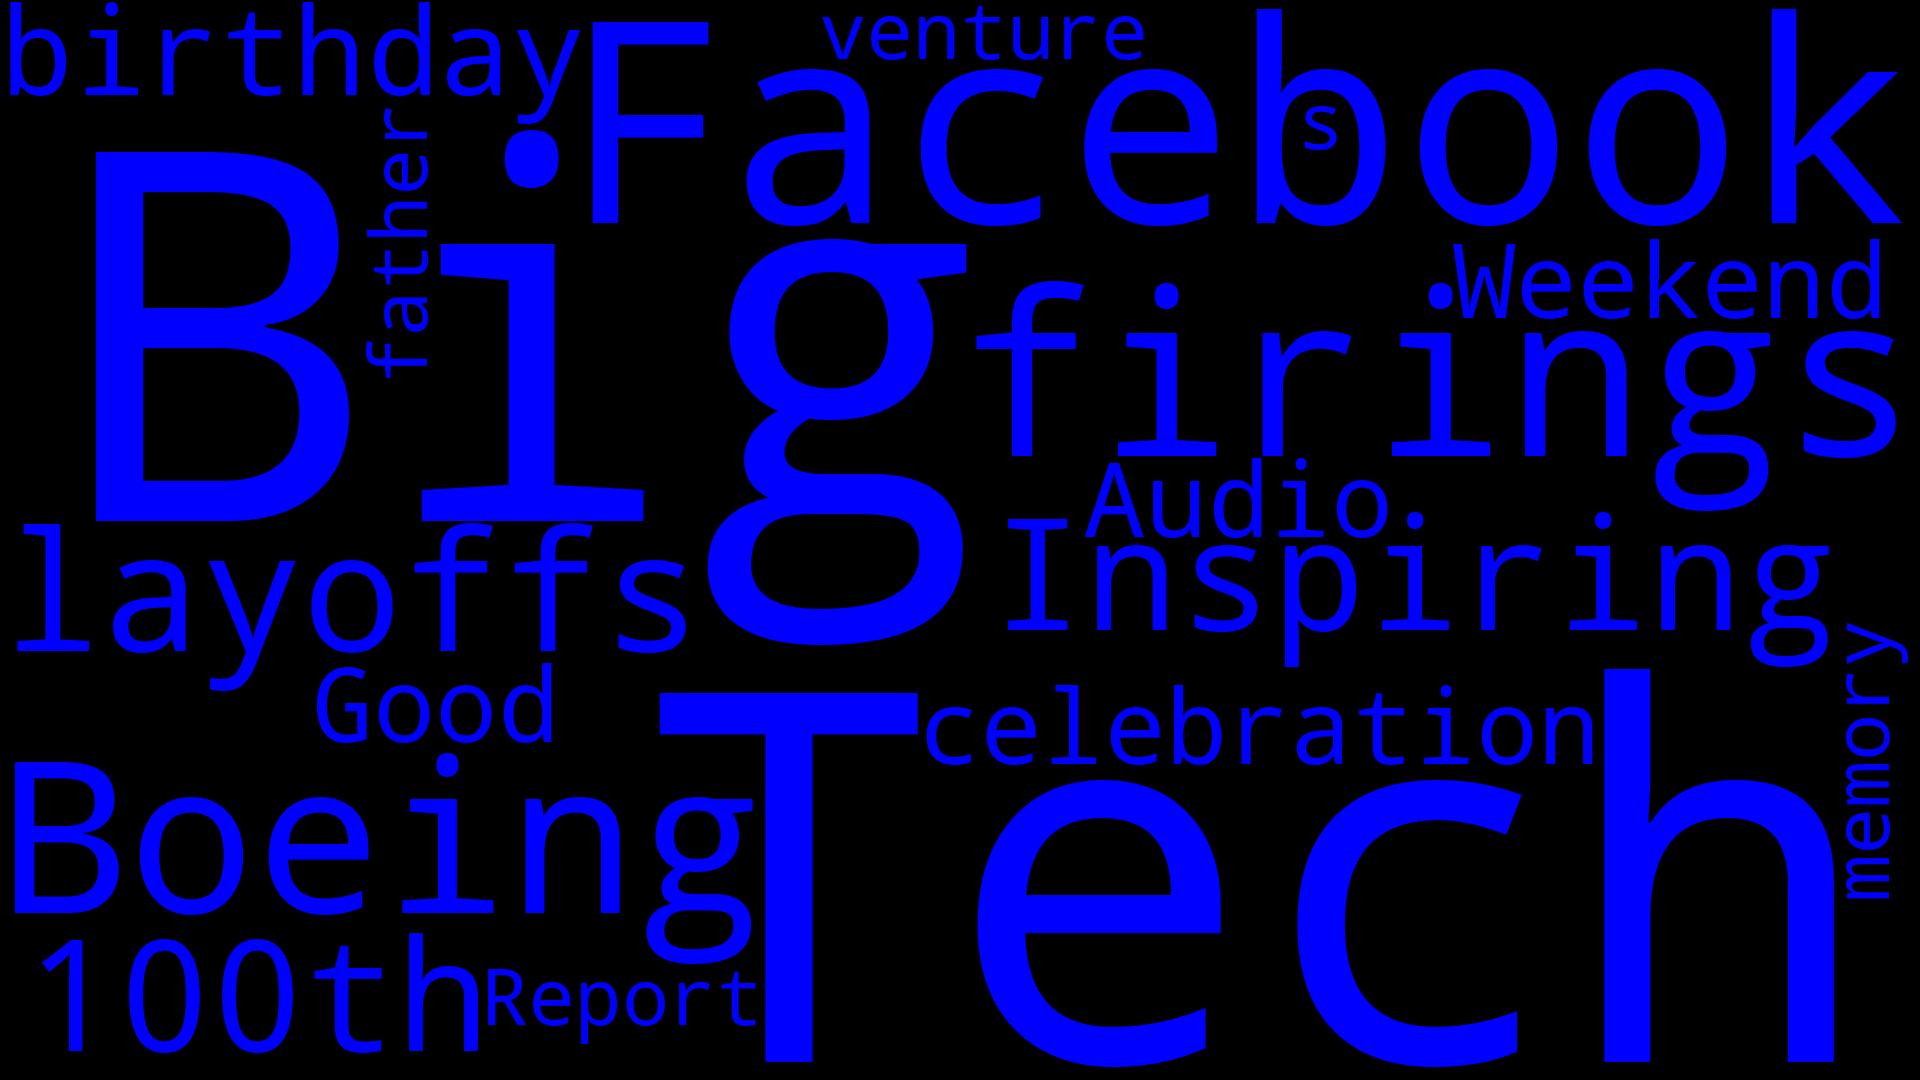 birthday
venture
Facebook
s
father
Big
Weekend
firings
Audio
layoffs
Inspiring
Good
celebration
memory
Boeing
Tech
100th
Report